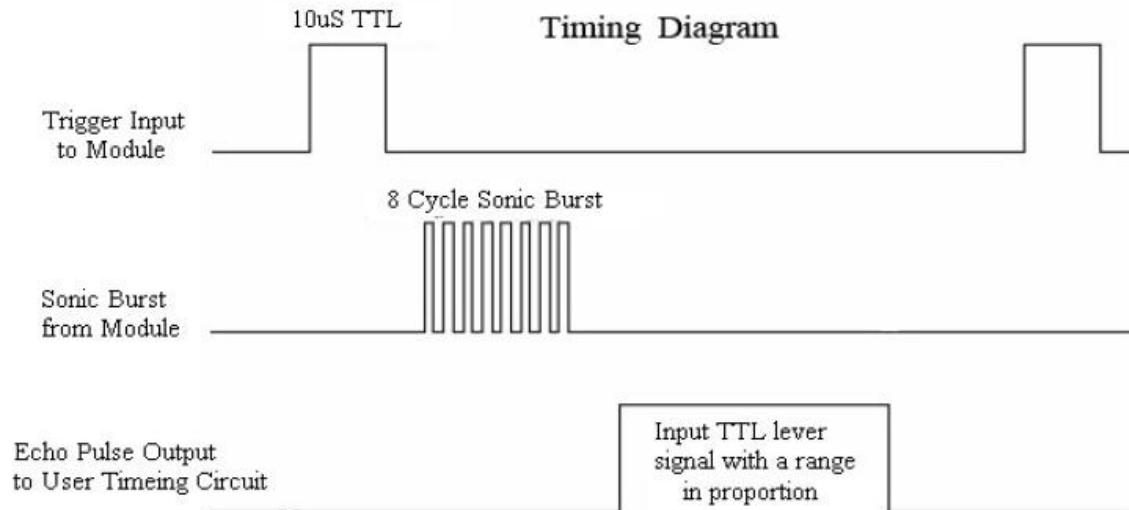 10uS TTL
Timing Diagram
Trigger Input
to Module
8 Cycle Sonic Burst
Sonic Burst
from Module
Echo Pulse Output
to User Timeing Circuit
Input TTL lever
signal with a range
in proportion